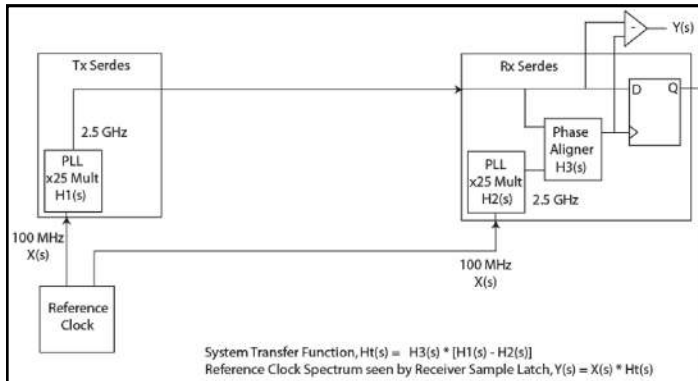 Tx Serdes
2.5 GHz
PLL
x25 Mult
H1(s)
100 MHz
X(s)
Reference
Clock
Rx Serdes
-
Y(s)
D
Q
Phase
Aligner
H3(s)
PLL
x25 Mult
H2(s)
2.5 GHz
100 MHz
X(s)
System Transfer Function, Ht(s) = H3(s) * [H1(s) - H2(s)]
Reference Clock Spectrum seen by Receiver Sample Latch, Y(s) = X(s) * Ht(s)